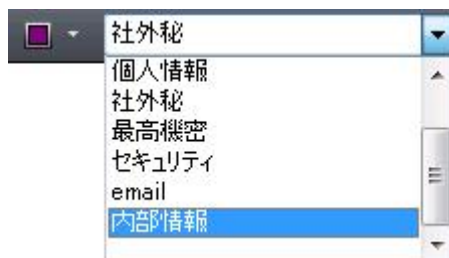 社外秘
個人情報
社外秘
最高機密
セキュリティ
email
内部情報